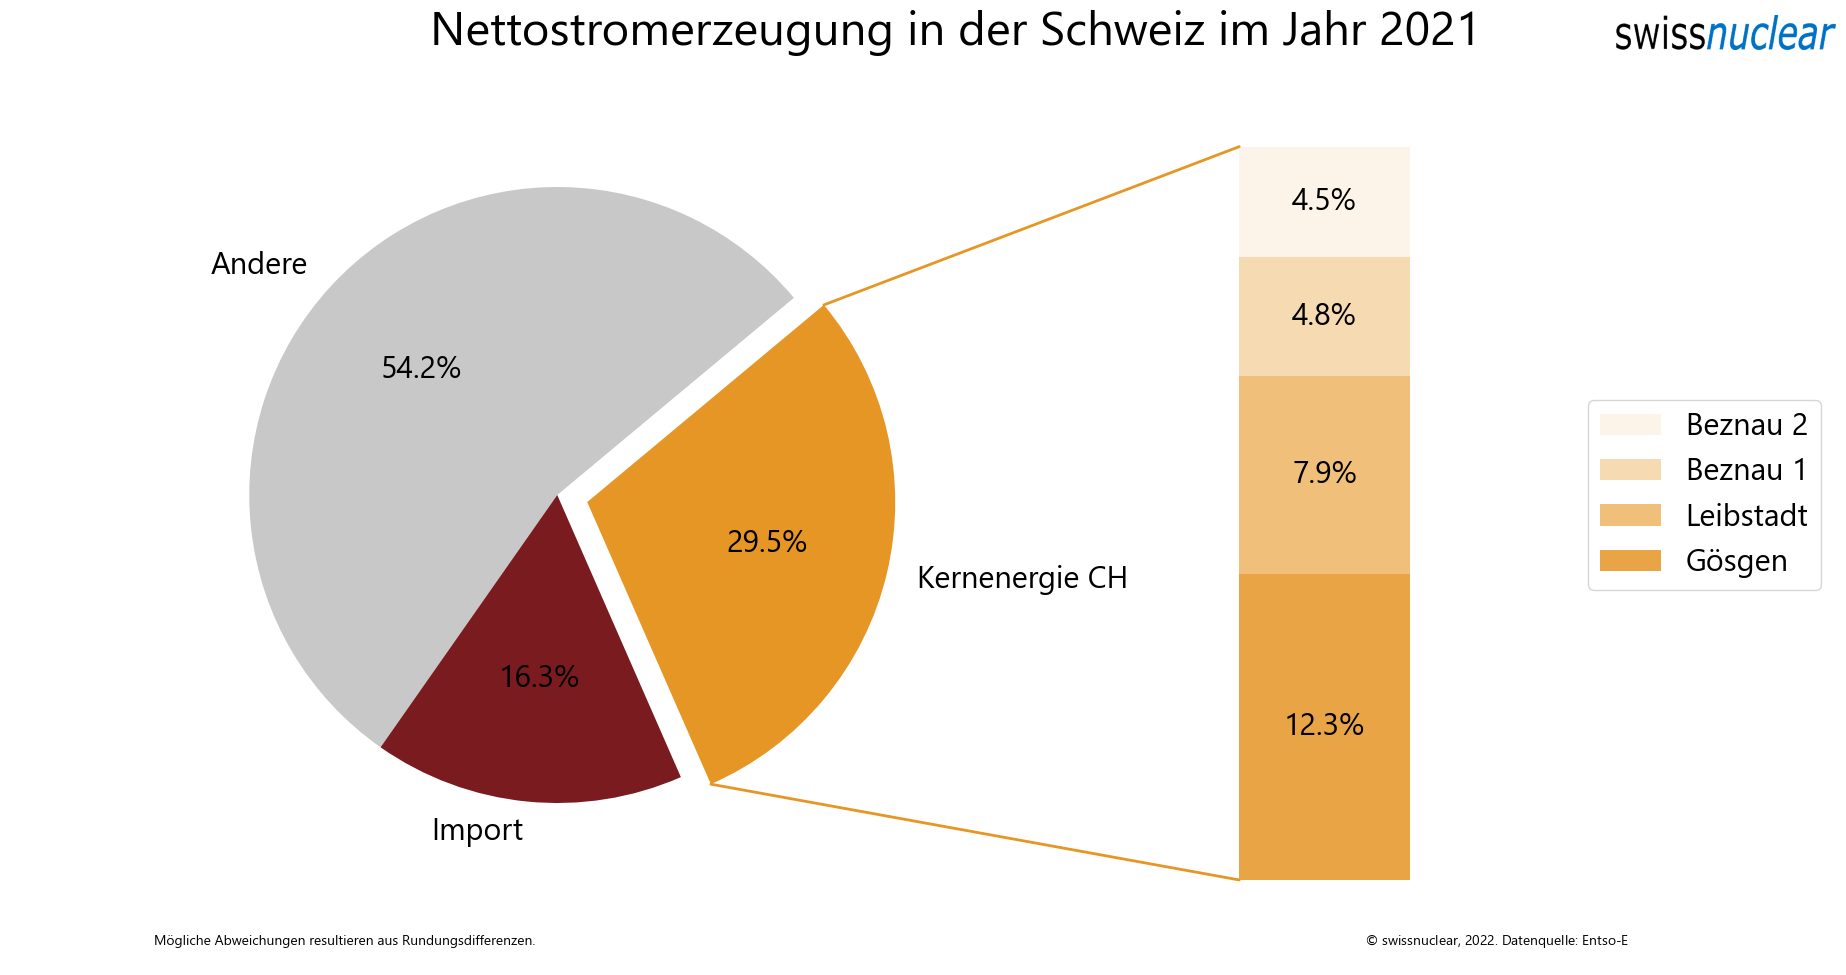 Nettostromerzeugung in der Schweiz im Jahr 2021
swissnuclear
Andere
54.2%
29.5%
Kernenergie CH
16.3%
Import
4.5%
4.8%
7.9%
12.3%
Beznau 2
Beznau 1
Leibstadt
Gösgen
Mögliche Abweichungen resultieren aus Rundungsdifferenzen.
© swissnuclear, 2022. Datenquelle: Entso-E